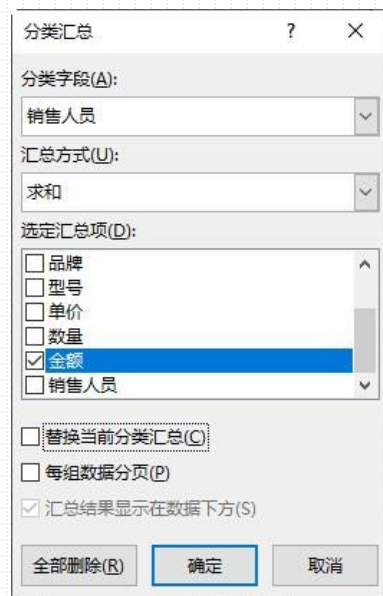 分类汇总 ? ×
分类字段(A):
销售人员
汇总方式(U):
求和
选定汇总项(D):
品牌
型号
单价
数量
金额
销售人员
替换当前分类汇总(C)
每组数据分页(P)
汇总结果显示在数据下方(S)
全部删除(R) 确定 取消